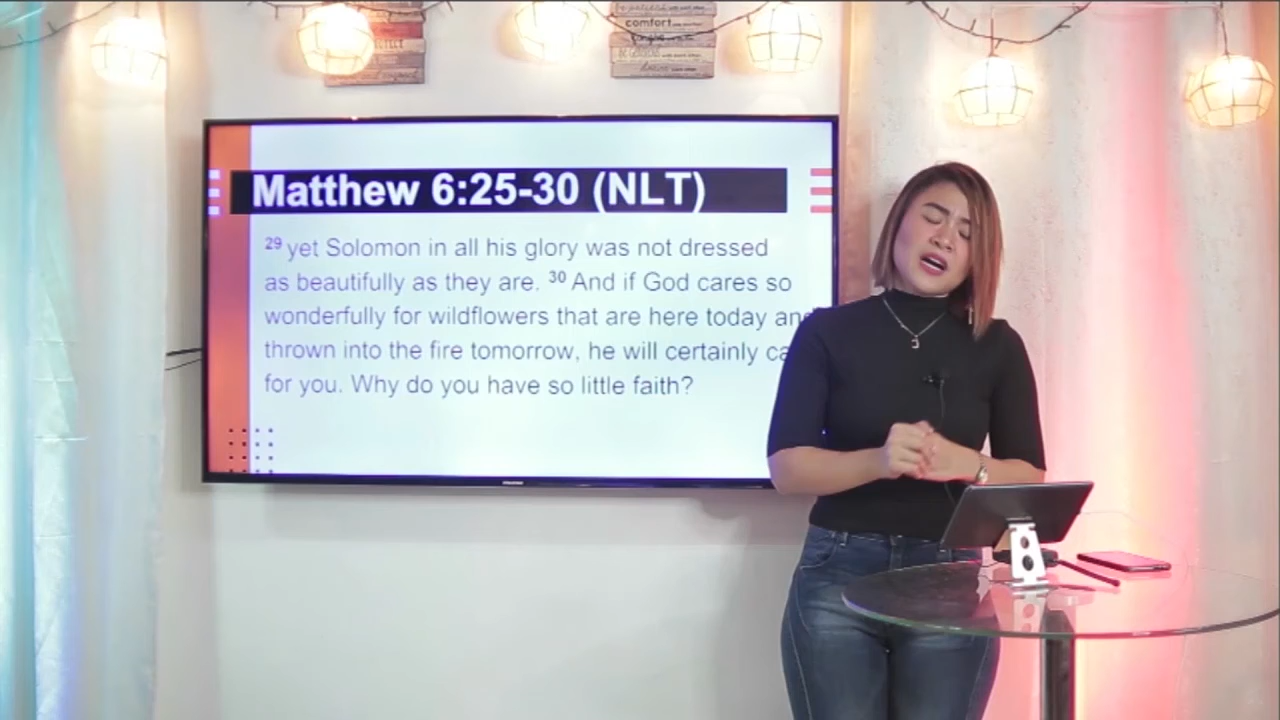 comfort
Matthew 6:25-30 (NLT)
29 yet Solomon in all his glory was not dressed
as beautifully as they are. 30 And if God cares so
wonderfully for wildflowers that are here today and
thrown into the fire tomorrow, he will certainly ca
for you. Why do you have so little faith?